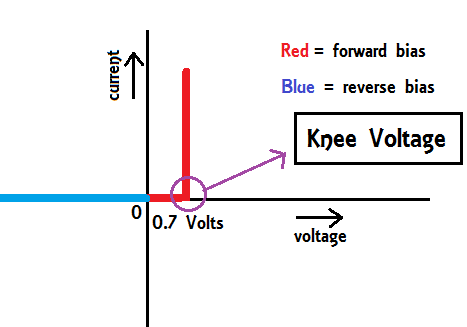 current
Red = forward bias
Blue = reverse bias
Knee Voltage
0
0.7 Volts
voltage